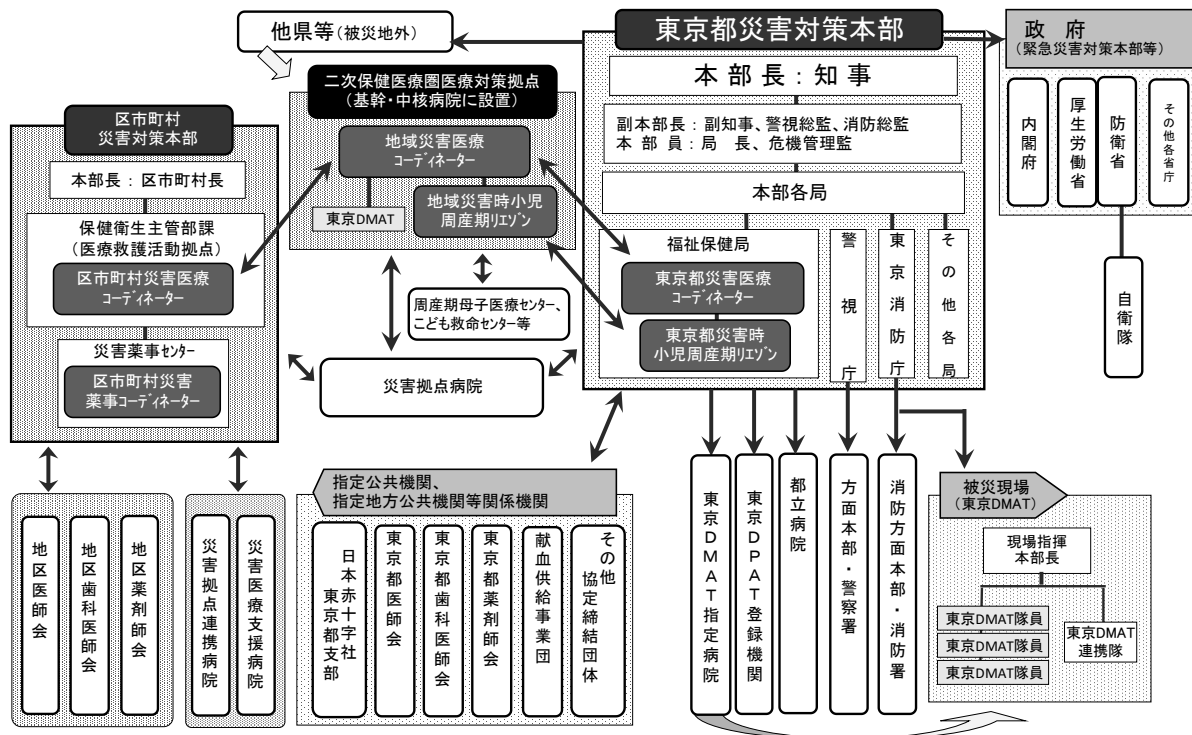 他県等（被災地外）
東京都災害対策本部
政　府
（緊急災害対策本部等）
内閣府
厚生労働省
防衛省
その他各省庁
自衛隊
本部長：知事
副本部長：副知事、警視総監、消防総監
本 部 員：局　長、危機管理監
本部各局
福祉保健局
東京都災害医療
コーディネーター
東京都災害時
小児周産期リエゾン
警視庁
東京消防庁
その他各局
二次保健医療圏医療対策拠点
（基幹・中核病院に設置）
地域災害医療
コーディネーター
東京DMAT
地域災害時小児
周産期リエゾン
周産期母子医療センター、
こども救命センター等
災害拠点病院
区市町村
災害対策本部
本部長：区市町村長
保健衛生主管部課
（医療救護活動拠点）
区市町村災害医療
コーディネーター
災害薬事センター
区市町村災害
薬事コーディネーター
地区医師会
地区歯科医師会
地区薬剤師会
災害拠点連携病院
災害医療支援病院
指定公共機関、
指定地方公共機関等関係機関
日本赤十字社
東京都支部
東京都医師会
東京都歯科医師会
東京都薬剤師会
献血供給事業団
その他
協定締結団体
東京DMAT指定病院
東京DPAT登録機関
都立病院
方面本部・警察署
消防方面本部・消防署
被災現場
（東京DMAT）
現場指揮
本部長
東京DMAT隊員
東京DMAT隊員
東京DMAT隊員
東京DMAT
連携隊